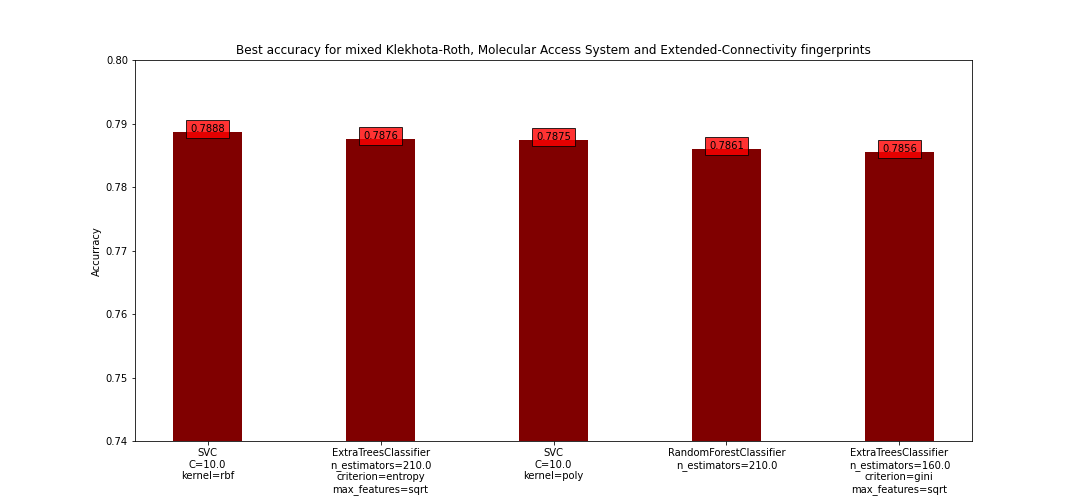 Best accuracy for mixed Klekhota-Roth, Molecular Access System and Extended-Connectivity fingerprints
0.80
0.79
0.78
0.77
0.76
0.75
0.74
Accurracy
0.7888
0.7876
0.7875
0.7861
0.7856
SVC
C=10.0
kernel=rbf
ExtraTreesClassifier
n_estimators=210.0
criterion=entropy
max_features=sqrt
SVC
C=10.0
kernel=poly
RandomForestClassifier
n_estimators=210.0
ExtraTreesClassifier
n_estimators=160.0
criterion=gini
max_features=sqrt